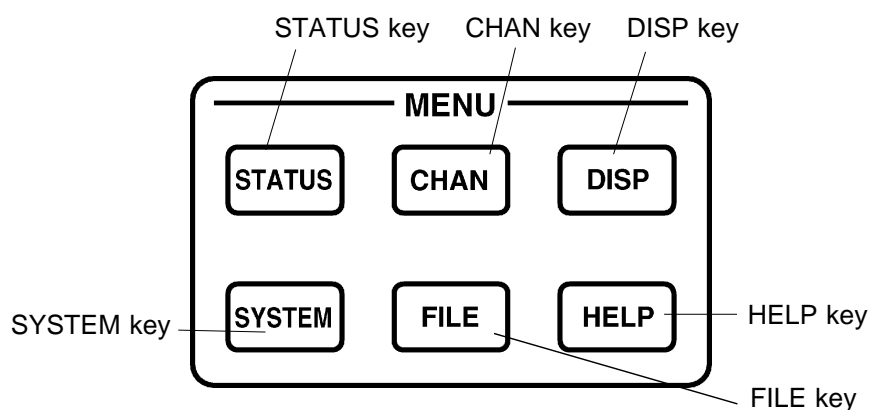 STATUS key CHAN key DISP key
MENU
STATUS CHAN DISP
SYSTEM FILE HELP
SYSTEM key
HELP key
FILE key